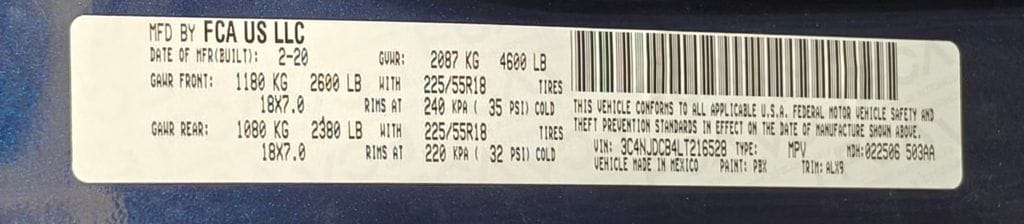 MFD BY FCA US LLC
DATE OF MFR(BUILT): 2-20 GVWR: 2087 KG 4600 LB
GAWR FRONT: 1180 KG 2600 LB WITH 225/55R18 TIRES
18X7.0 RIMS AT 240 KPA ( 35 PSI) COLD
GAWR REAR: 1080 KG 2380 LB WITH 225/55R18 TIRES
18X7.0 RIMS AT 220 KPA ( 32 PSI) COLD
THIS VEHICLE CONFORMS TO ALL APPLICABLE U.S.A. FEDERAL MOTOR VEHICLE SAFETY AND
THEFT PREVENTION STANDARDS IN EFFECT ON THE DATE OF MANUFACTURE SHOWN ABOVE.
VIN: 3C4NJDCB4LT216528 TYPE: MPV MDH:022506 503AA
VEHICLE MADE IN MEXICO PAINT: PBX TRIM: ALX9